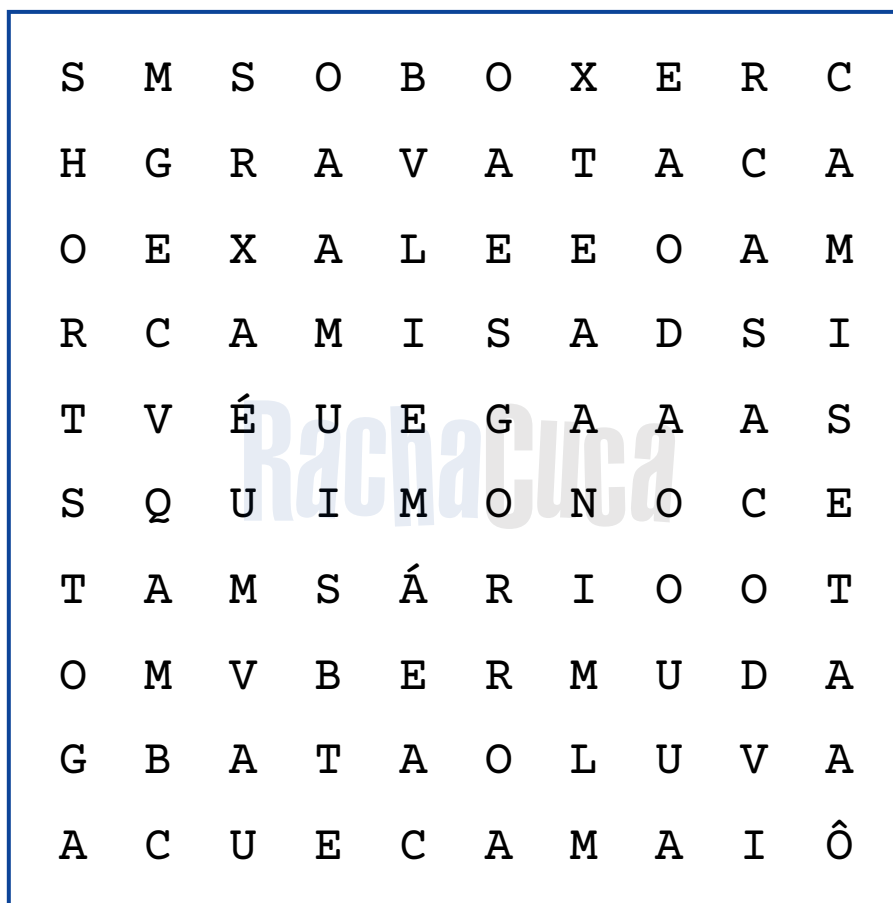 S M S O B O X E R C
H G R A V A T A C A
O E X A L E E O A M
R C A M I S A D S I
T V É U E G A A A S
S Q U I M O N O C E
T A M S Á R I O O T
O M V B E R M U D A
G B A T A O L U V A
A C U E C A M A I Ô
RachaCuca